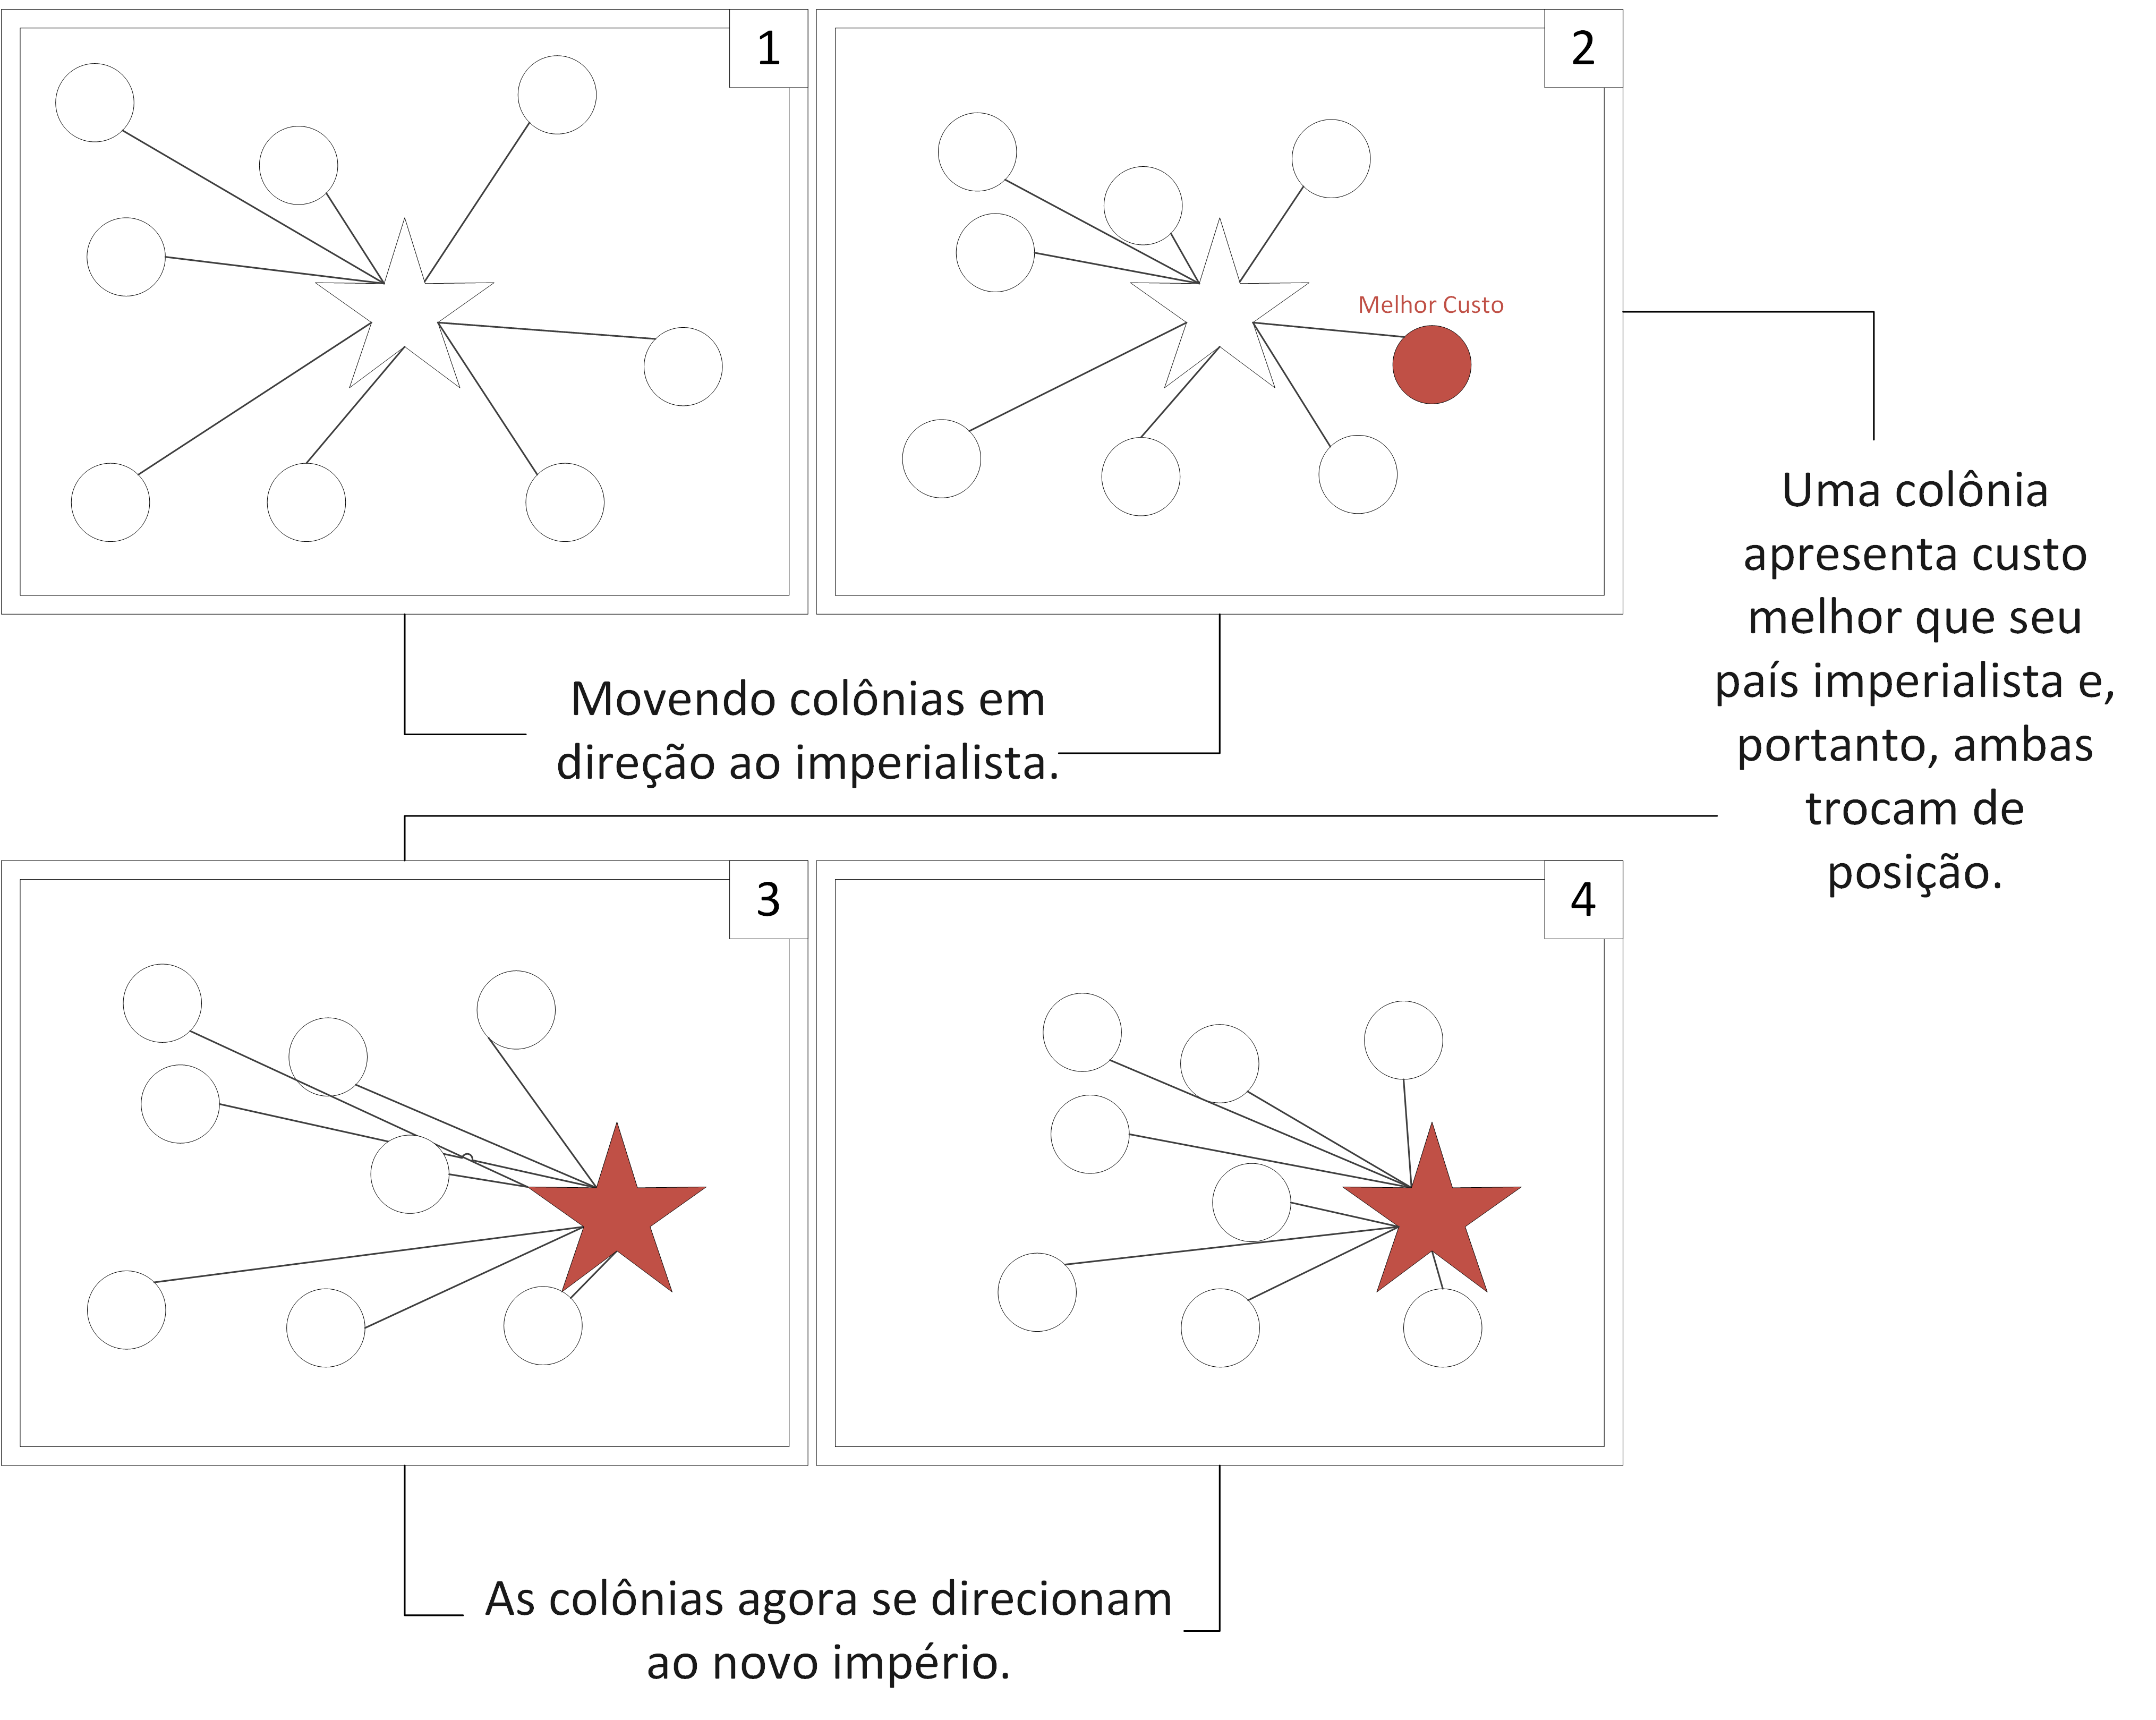 1
2
Melhor Custo
Uma colônia
apresenta custo
melhor que seu
país imperialista e,
portanto, ambas
trocam de
posição.
Movendo colônias em
direção ao imperialista.
3
4
As colônias agora se direcionam
ao novo império.